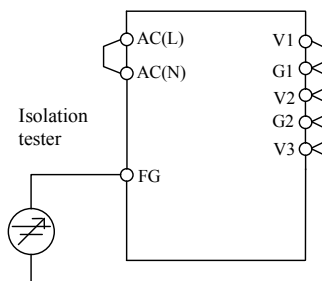 AC(L)
AC(N)
Isolation
tester
FG
V1
G1
V2
G2
V3